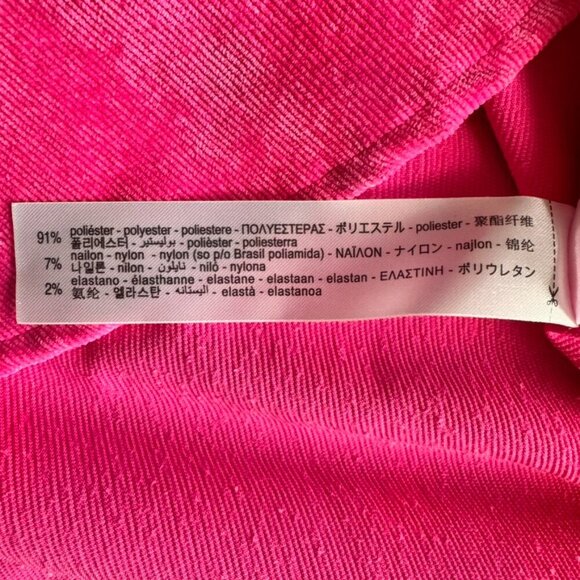 91% poliéster - polyester - poliestere - ΠΟΛΥΕΣΤΕΡΑΣ - ポリエステル - poliester - 聚酯纤维
폴리에스터 - بوليستير - polièster - poliesterra
7% nailon - nylon - nylon (so p/o Brasil poliamida) - ΝΑΪΛΟΝ - ナイロン - najlon - 锦纶
나일론 - nilon - نايلون - niló - nylona
2% elastano - élasthanne - elastane - elastaan - elastan - ΕΛΑΣΤΙΝΗ - ポリウレタン
氨纶 - 엘라스탄 - اليستانه - elastà - elastanoa